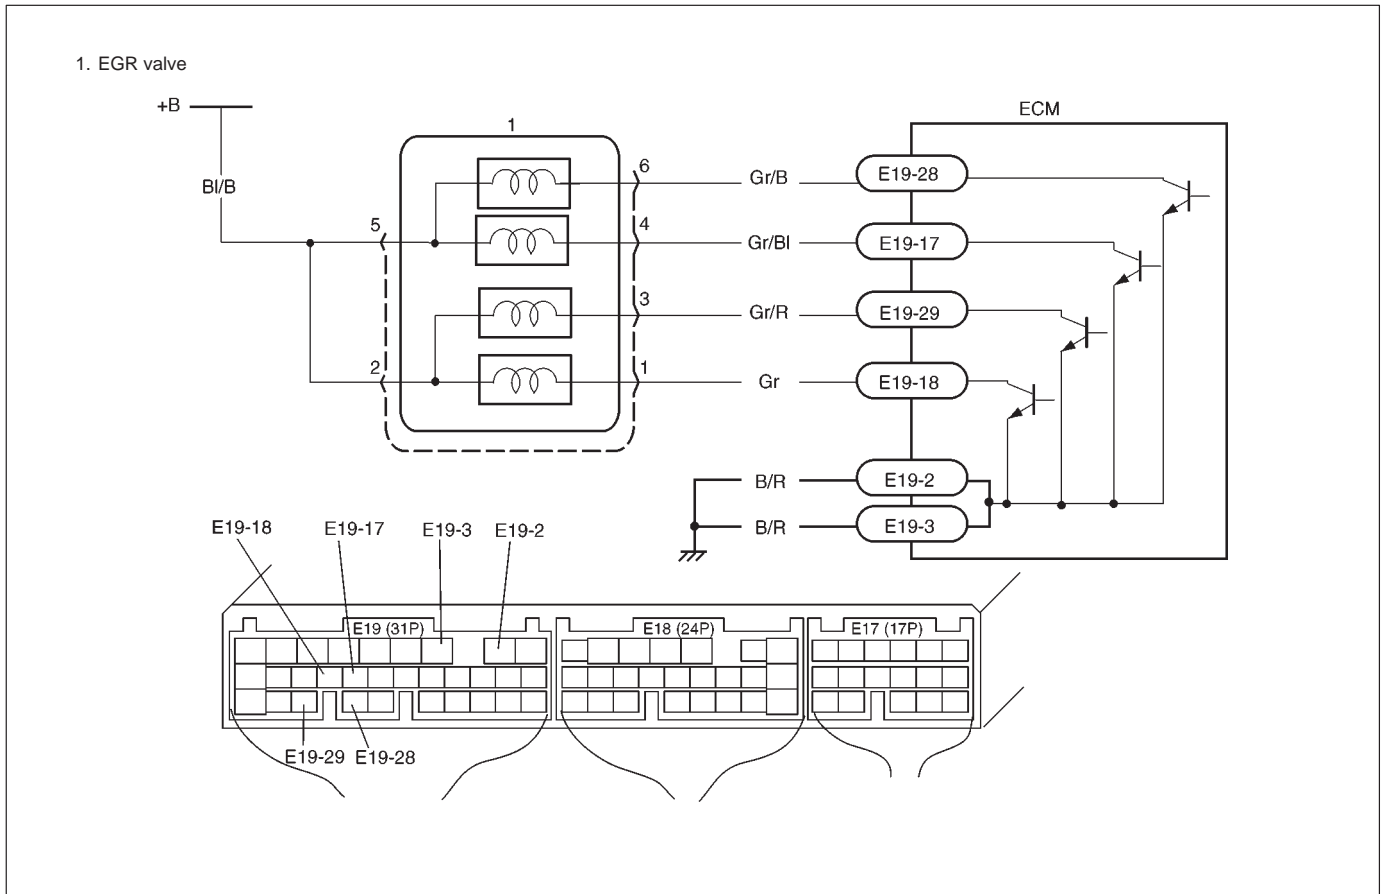 1. EGR valve
+B
ECM
1
6
Gr/B
E19-28
Bl/B
5
4
Gr/Bl
E19-17
3
Gr/R
E19-29
2
1
Gr
E19-18
B/R
E19-2
B/R
E19-3
E19-18
E19-17
E19-3
E19-2
E19 (31P)
E18 (24P)
E17 (17P)
E19-29
E19-28